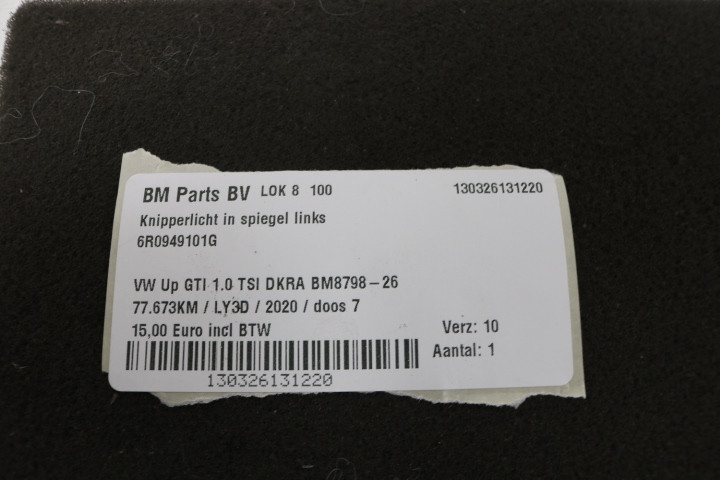 BM Parts BV LOK 8 100 130326131220
Knipperlicht in spiegel links
6R0949101G
VW Up GTI 1.0 TSI DKRA BM8798-26
77.673KM / LY3D / 2020 / doos 7
15,00 Euro incl BTW Verz: 10
Aantal: 1
130326131220